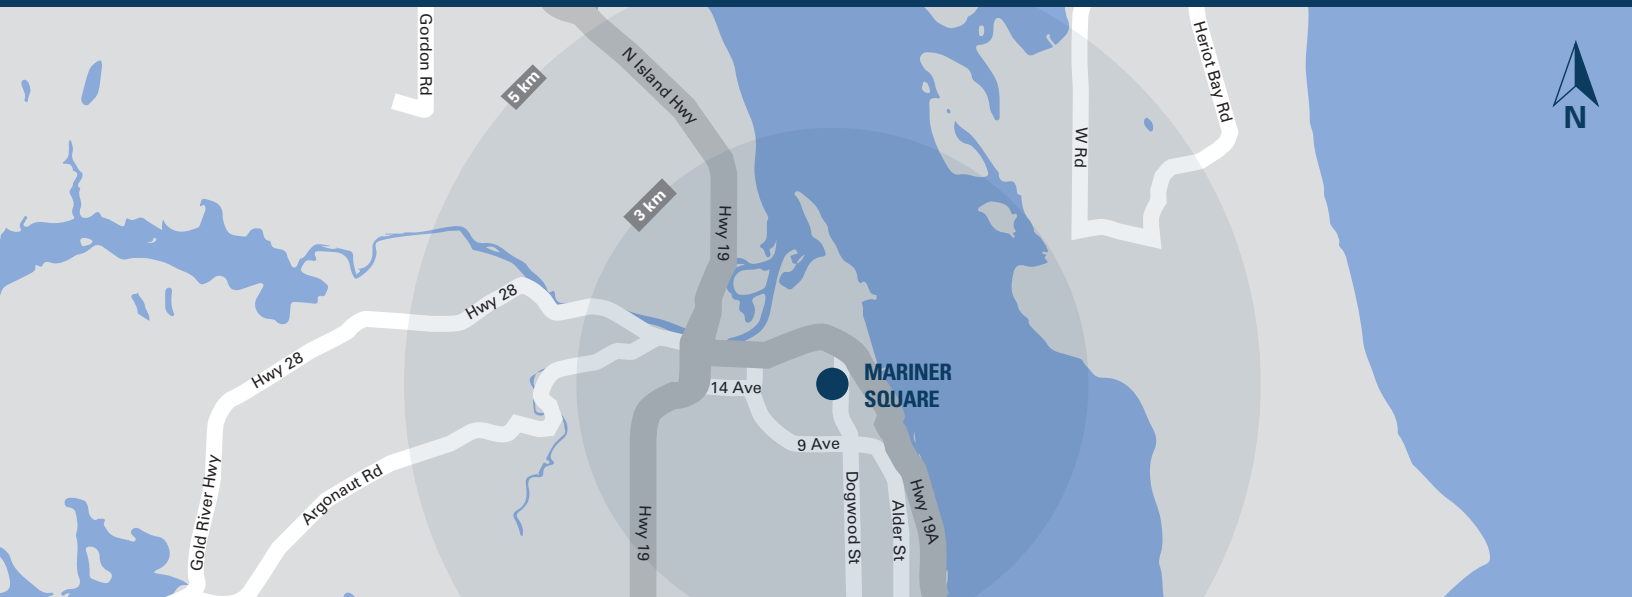 Gordon Rd
5 km
N Island Hwy
Heriot Bay Rd
N
W Rd
3 km
Hwy 19
Hwy 28
Hwy 28
MARINER
SQUARE
14 Ave
9 Ave
Gold River Hwy
Argonaut Rd
Hwy 19
Dogwood St
Alder St
Hwy 19A